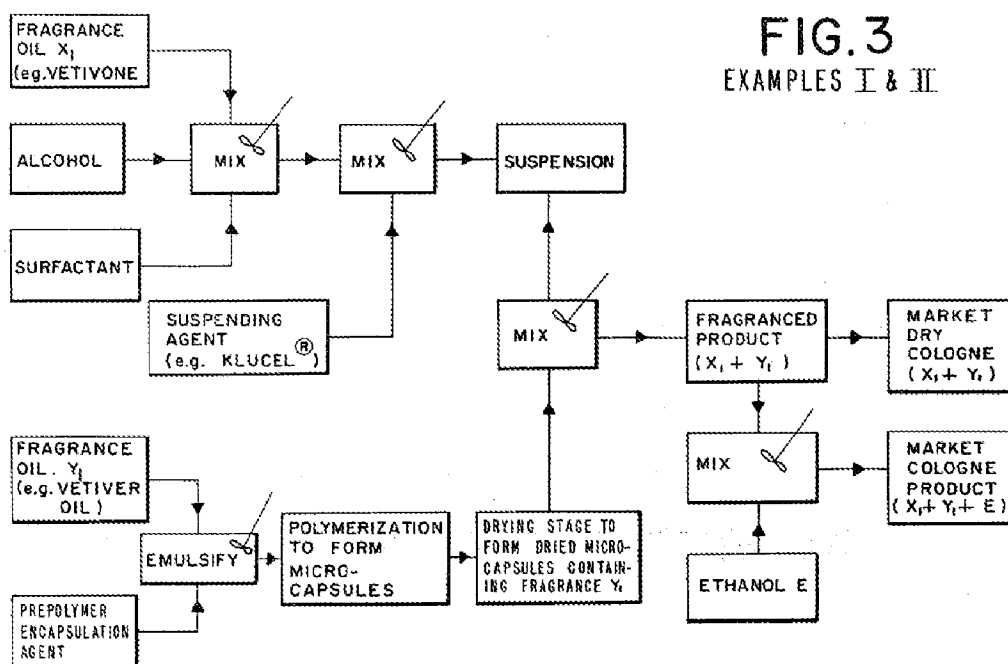 FIG. 3
EXAMPLES I & II
FRAGRANCE
OIL X₁
(eg. VETIVONE
ALCOHOL
SURFACTANT
MIX
MIX
SUSPENSION
SUSPENDING
AGENT
(e.g. KLUCEL®)
MIX
FRAGRANCED
PRODUCT
(X₁ + Y₁)
MARKET
DRY
COLOGNE
(X₁ + Y₁)
FRAGRANCE
OIL. Y₁
(e.g. VETIVER
OIL)
EMULSIFY
PREPOLYMER
ENCAPSULATION
AGENT
POLYMERIZATION
TO FORM
MICRO-
CAPSULES
DRYING STAGE TO
FORM DRIED MICRO-
CAPSULES CONTAIN-
ING FRAGRANCE Y₁
MIX
MARKET
COLOGNE
PRODUCT
(X₁ + Y₁ + E)
ETHANOL E